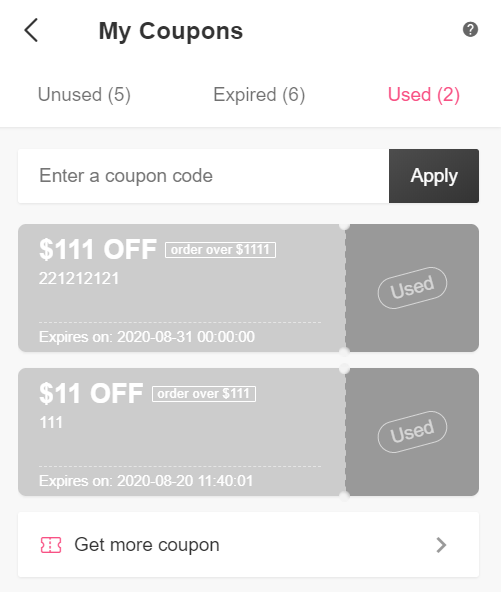 My Coupons
Unused (5) Expired (6) Used (2)
Enter a coupon code Apply
$111 OFF order over $1111
221212121
Used
Expires on: 2020-08-31 00:00:00
$11 OFF order over $111
111
Used
Expires on: 2020-08-20 11:40:01
Get more coupon